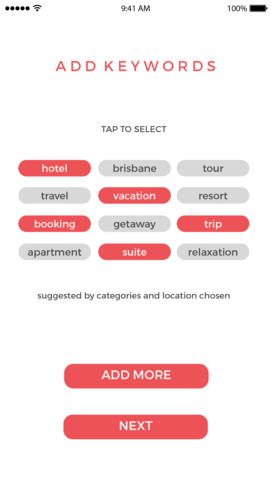 9:41 AM 100%
ADD KEYWORDS
TAP TO SELECT
hotel brisbane tour
travel vacation resort
booking getaway trip
apartment suite relaxation
suggested by categories and location chosen
ADD MORE
NEXT